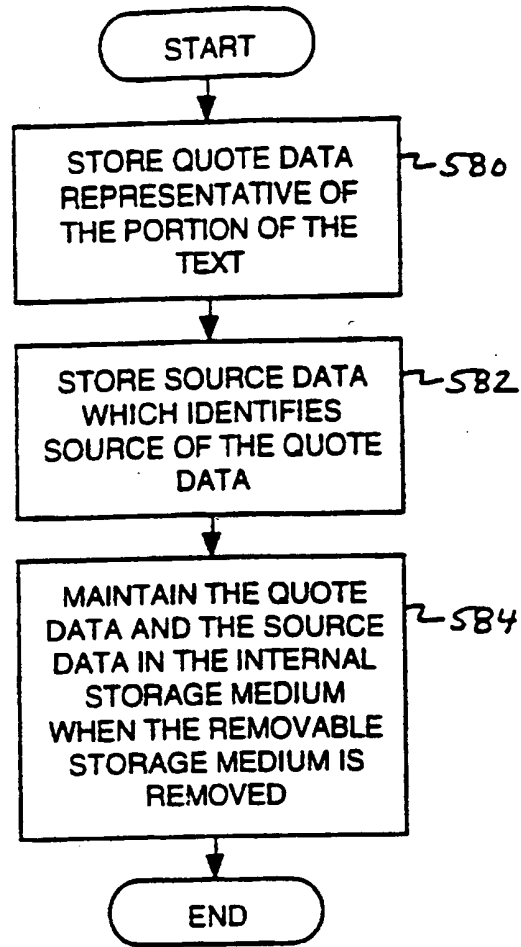 START
STORE QUOTE DATA
REPRESENTATIVE OF
THE PORTION OF THE
TEXT
580
STORE SOURCE DATA
WHICH IDENTIFIES
SOURCE OF THE QUOTE
DATA
582
MAINTAIN THE QUOTE
DATA AND THE SOURCE
DATA IN THE INTERNAL
STORAGE MEDIUM
WHEN THE REMOVABLE
STORAGE MEDIUM IS
REMOVED
584
END